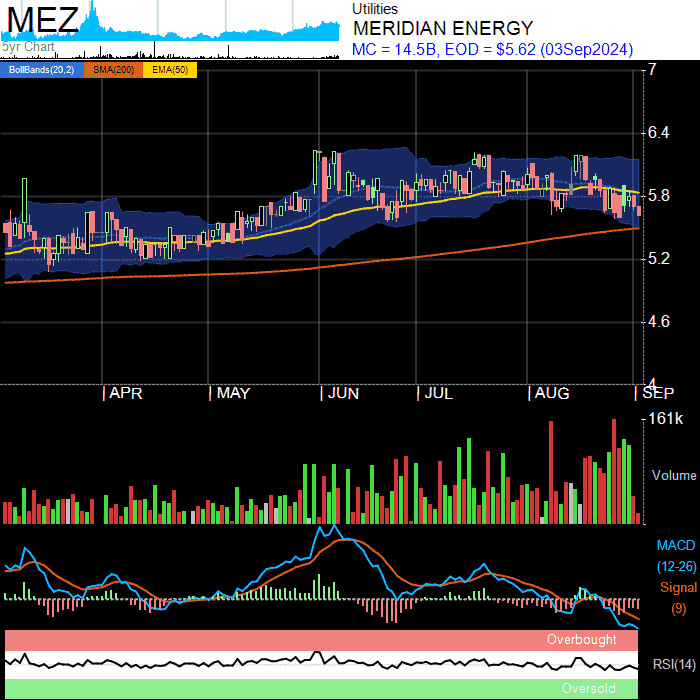 MEZ
5yr Chart
Utilities
MERIDIAN ENERGY
MC = 14.5B, EOD = $5.62 (03Sep2024)
BollBands(20,2) SMA(200) EMA(50)
7
6.4
5.8
5.2
4.6
4
APR MAY JUN JUL AUG SEP
161k
Volume
MACD
(12-26)
Signal
(9)
Overbought
RSI(14)
Oversold